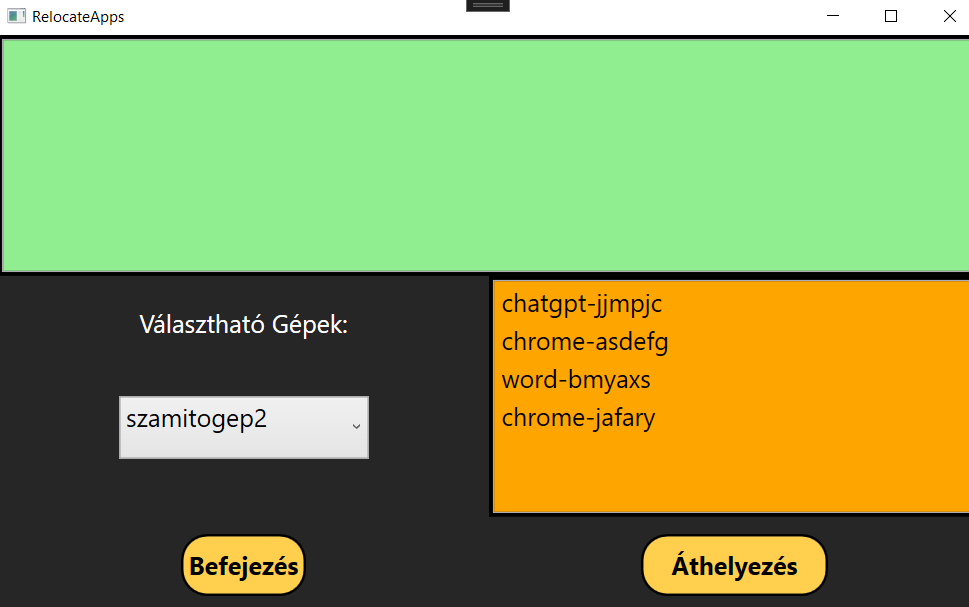 RelocateApps
Választható Gépek:
szamitogep2
chatgpt-jjmpjc
chrome-asdefg
word-bmyaxs
chrome-jafary
Befejezés
Áthelyezés